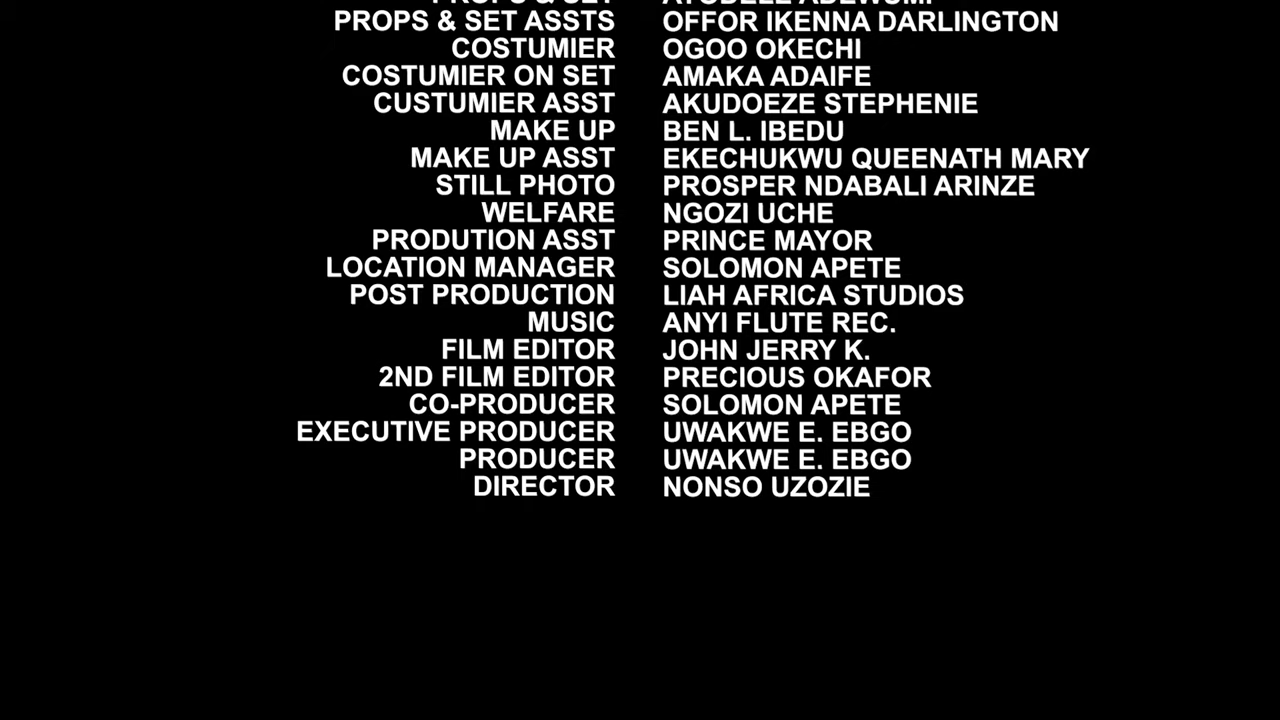 PROPS & SET AYODELE ADEWUMI
PROPS & SET ASSTS OFFOR IKENNA DARLINGTON
COSTUMIER OGOO OKECHI
COSTUMIER ON SET AMAKA ADAIFE
CUSTUMIER ASST AKUDOEZE STEPHENIE
MAKE UP BEN L. IBEDU
MAKE UP ASST EKECHUKWU QUEENATH MARY
STILL PHOTO PROSPER NDABALI ARINZE
WELFARE NGOZI UCHE
PRODUTION ASST PRINCE MAYOR
LOCATION MANAGER SOLOMON APETE
POST PRODUCTION LIAH AFRICA STUDIOS
MUSIC ANYI FLUTE REC.
FILM EDITOR JOHN JERRY K.
2ND FILM EDITOR PRECIOUS OKAFOR
CO-PRODUCER SOLOMON APETE
EXECUTIVE PRODUCER UWAKWE E. EBGO
PRODUCER UWAKWE E. EBGO
DIRECTOR NONSO UZOZIE